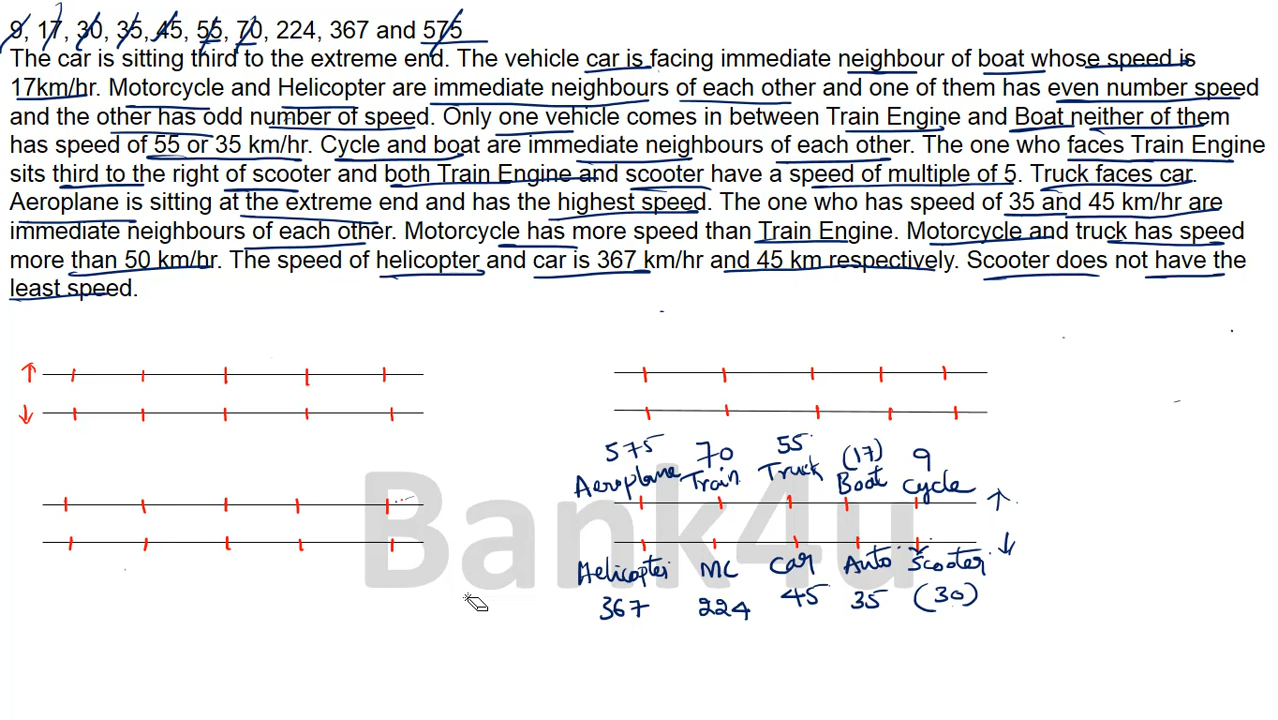 9, 17, 30, 35, 45, 55, 70, 224, 367 and 575
The car is sitting third to the extreme end. The vehicle car is facing immediate neighbour of boat whose speed is
17km/hr. Motorcycle and Helicopter are immediate neighbours of each other and one of them has even number speed
and the other has odd number of speed. Only one vehicle comes in between Train Engine and Boat neither of them
has speed of 55 or 35 km/hr. Cycle and boat are immediate neighbours of each other. The one who faces Train Engine
sits third to the right of scooter and both Train Engine and scooter have a speed of multiple of 5. Truck faces car.
Aeroplane is sitting at the extreme end and has the highest speed. The one who has speed of 35 and 45 km/hr are
immediate neighbours of each other. Motorcycle has more speed than Train Engine. Motorcycle and truck has speed
more than 50 km/hr. The speed of helicopter and car is 367 km/hr and 45 km respectively. Scooter does not have the
least speed.
575 70 55 (17) 9
Aeroplane Train Truck Boat Cycle
Helicopter MC Car Auto Scooter
367 224 45 35 (30)
Bank4u